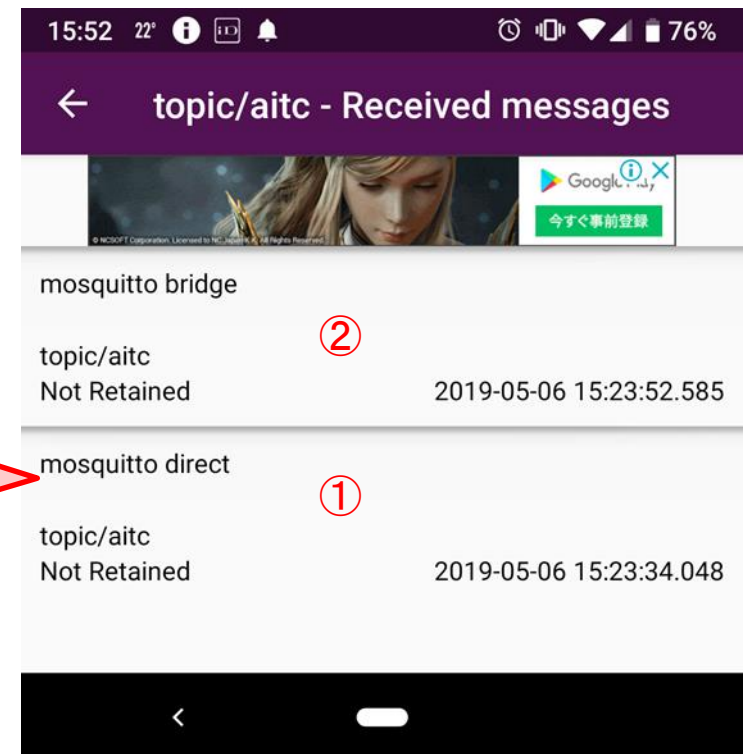 15:52 22° 76%
topic/aitc - Received messages
Google Play
今すぐ事前登録
mosquitto bridge
②
topic/aitc
Not Retained 2019-05-06 15:23:52.585
mosquitto direct
①
topic/aitc
Not Retained 2019-05-06 15:23:34.048